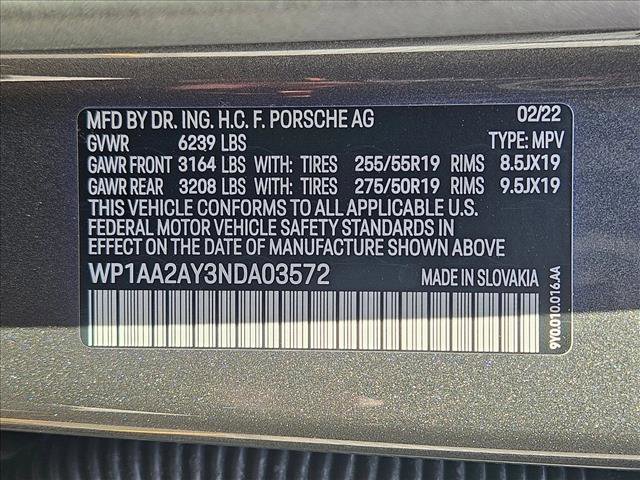 MFD BY DR. ING. H.C. F. PORSCHE AG 02/22
GVWR 6239 LBS TYPE: MPV
GAWR FRONT 3164 LBS WITH: TIRES 255/55R19 RIMS 8.5JX19
GAWR REAR 3208 LBS WITH: TIRES 275/50R19 RIMS 9.5JX19
THIS VEHICLE CONFORMS TO ALL APPLICABLE U.S.
FEDERAL MOTOR VEHICLE SAFETY STANDARDS IN
EFFECT ON THE DATE OF MANUFACTURE SHOWN ABOVE
WP1AA2AY3NDA03572 MADE IN SLOVAKIA
9Y0.010.016.AA